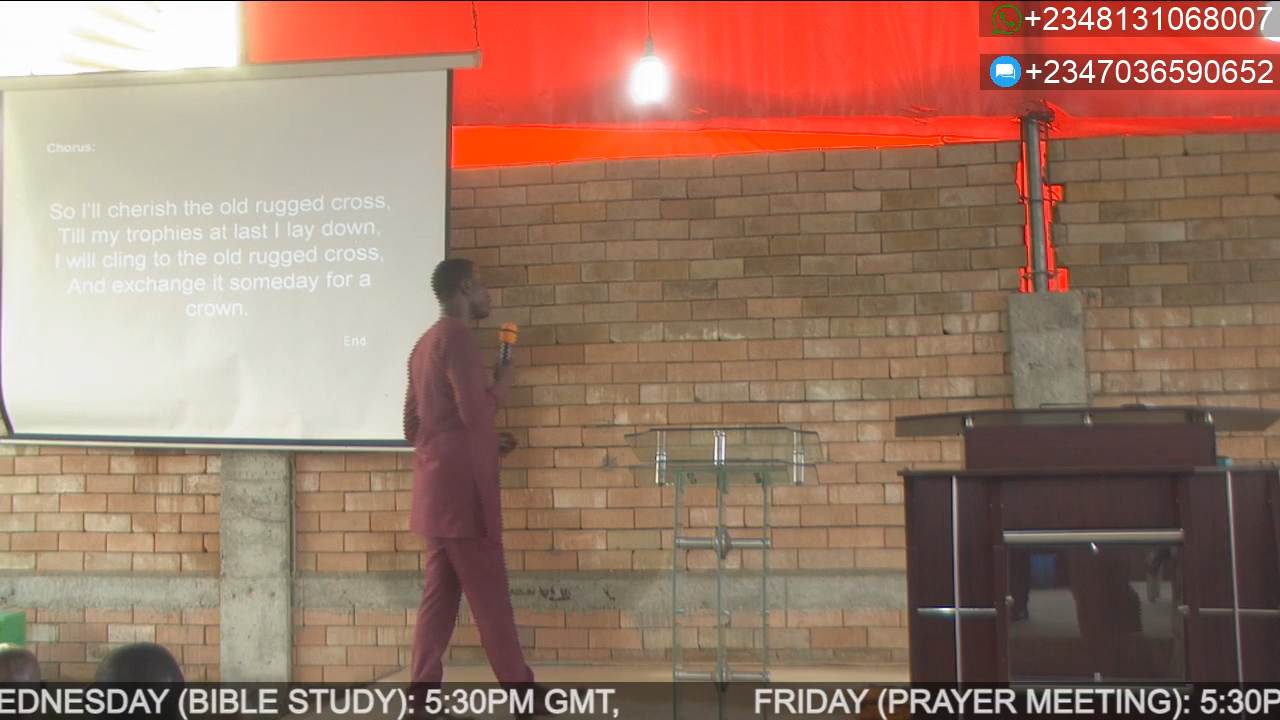 +2348131068007
+2347036590652
Chorus:
So I'll cherish the old rugged cross,
Till my trophies at last I lay down,
I will cling to the old rugged cross,
And exchange it someday for a
crown.
End
EDNESDAY (BIBLE STUDY): 5:30PM GMT, FRIDAY (PRAYER MEETING): 5:30P